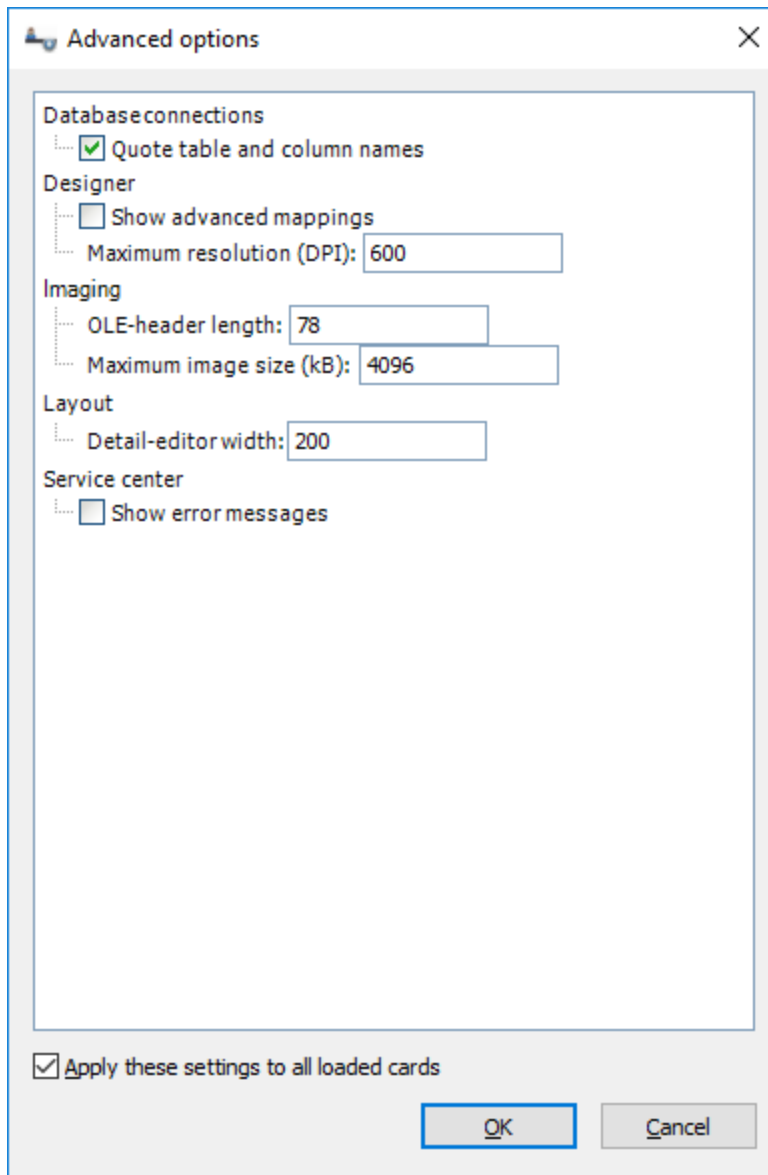 Advanced options
Databaseconnections
Quote table and column names
Designer
Show advanced mappings
Maximum resolution (DPI): 600
Imaging
OLE-header length: 78
Maximum image size (kB): 4096
Layout
Detail-editor width: 200
Service center
Show error messages
Apply these settings to all loaded cards
OK Cancel